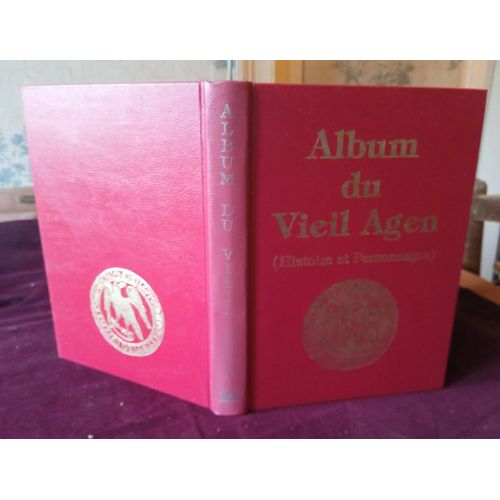 ALBUM DU VIEIL
Album
du
Vieil Agen
(Histoire et Personnages)